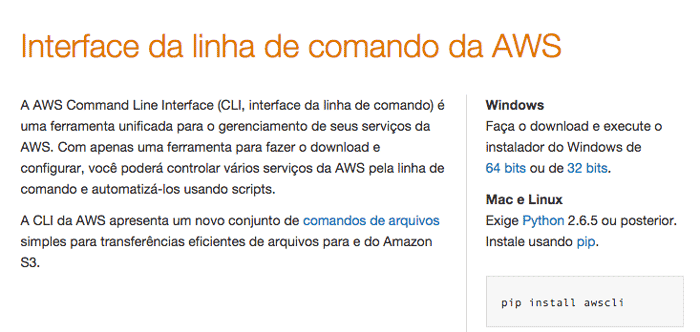 Interface da linha de comando da AWS
A AWS Command Line Interface (CLI, interface da linha de comando) é
uma ferramenta unificada para o gerenciamento de seus serviços da
AWS. Com apenas uma ferramenta para fazer o download e
configurar, você poderá controlar vários serviços da AWS pela linha de
comando e automatizá-los usando scripts.
A CLI da AWS apresenta um novo conjunto de comandos de arquivos
simples para transferências eficientes de arquivos para e do Amazon
S3.
Windows
Faça o download e execute o
instalador do Windows de
64 bits ou de 32 bits.
Mac e Linux
Exige Python 2.6.5 ou posterior.
Instale usando pip.
pip install awscli